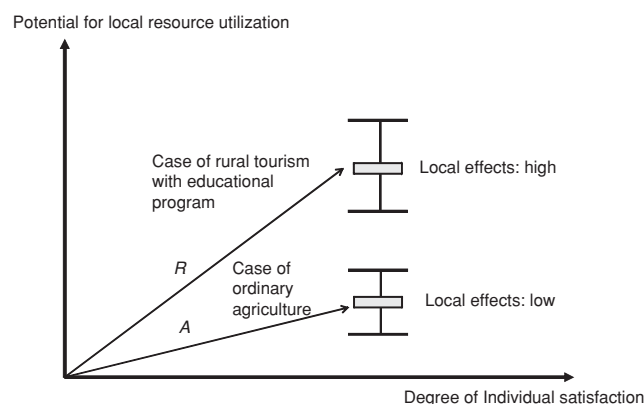 Potential for local resource utilization
Case of rural tourism
with educational
program
Local effects: high
R
Case of
ordinary
agriculture
Local effects: low
A
Degree of Individual satisfaction